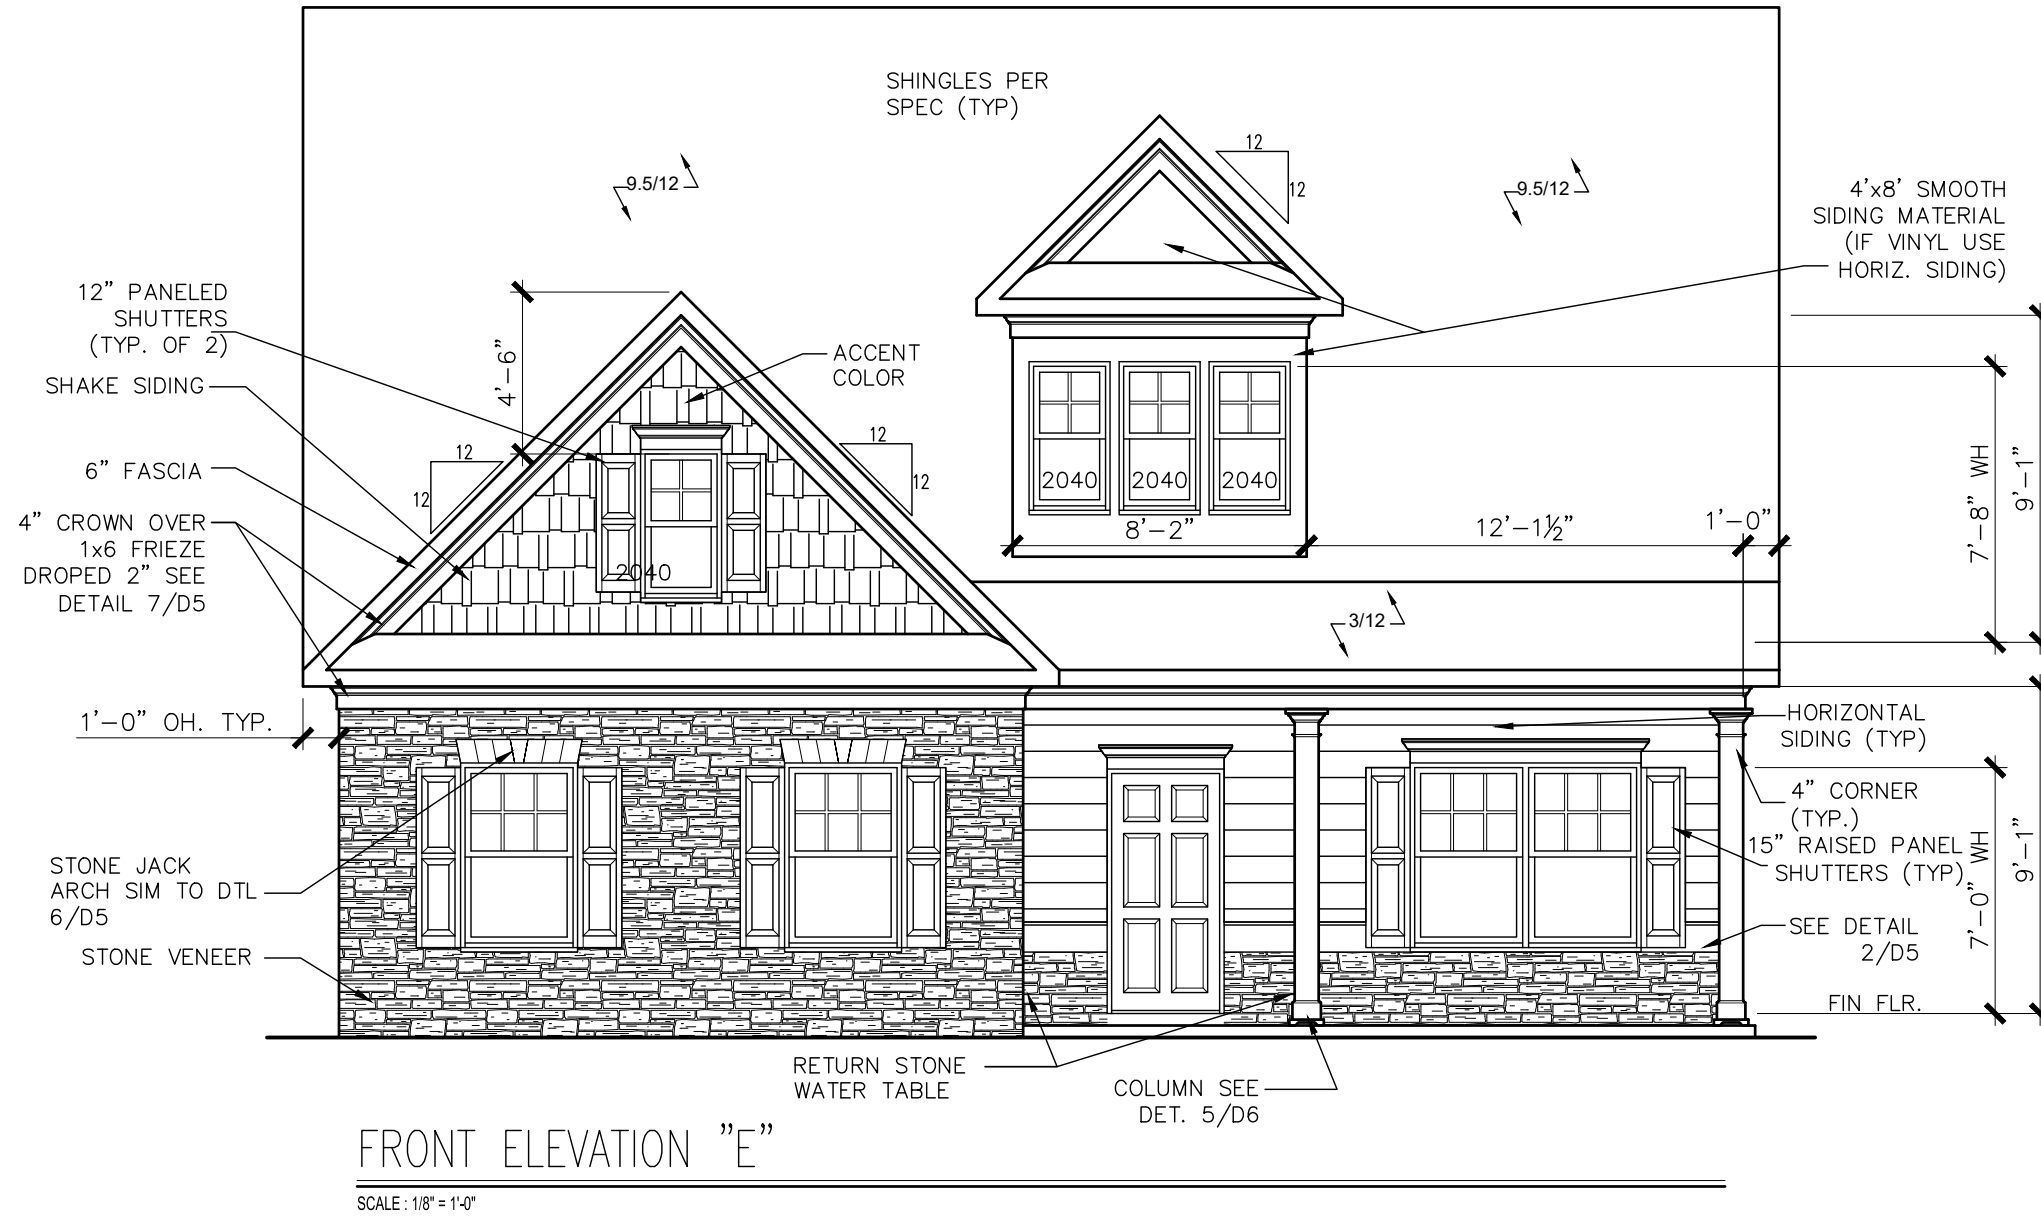 SHINGLES PER
SPEC (TYP)
12
12
9.5/12
9.5/12
4'x8' SMOOTH
SIDING MATERIAL
(IF VINYL USE
HORIZ. SIDING)
12” PANELED
SHUTTERS
(TYP. OF 2)
SHAKE SIDING
6” FASCIA
4” CROWN OVER
1x6 FRIEZE
DROPED 2” SEE
DETAIL 7/D5
4'-6”
ACCENT
COLOR
12
12
12
12
2040
2040
2040
2040
8'-2”
12'-1½”
1'-0”
7'-8” WH
9'-1”
3/12
1'-0” OH. TYP.
HORIZONTAL
SIDING (TYP)
4” CORNER
(TYP.)
15” RAISED PANEL
SHUTTERS (TYP)
7'-0” WH
9'-1”
SEE DETAIL
2/D5
FIN FLR.
STONE JACK
ARCH SIM TO DTL
6/D5
STONE VENEER
RETURN STONE
WATER TABLE
COLUMN SEE
DET. 5/D6
FRONT ELEVATION ”E”
SCALE : 1/8" = 1'-0"